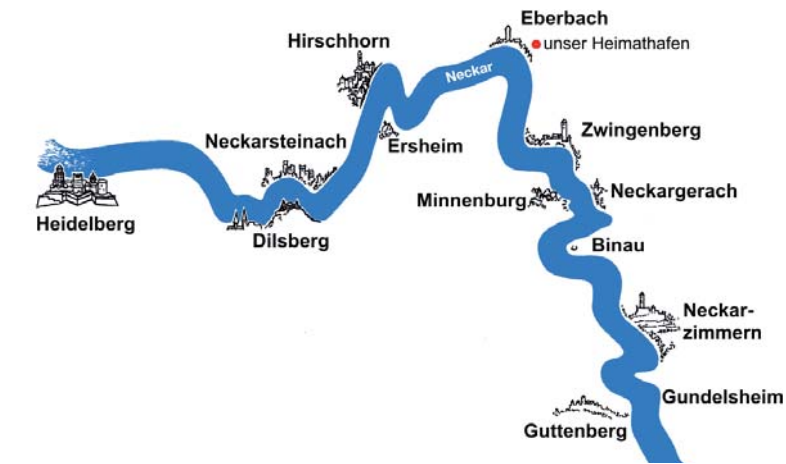 Eberbach
unser Heimathafen
Hirschhorn
Neckar
Zwingenberg
Neckarsteinach
Ersheim
Neckargerach
Minnenburg
Heidelberg
Dilsberg
Binau
Neckar-
zimmern
Gundelsheim
Guttenberg